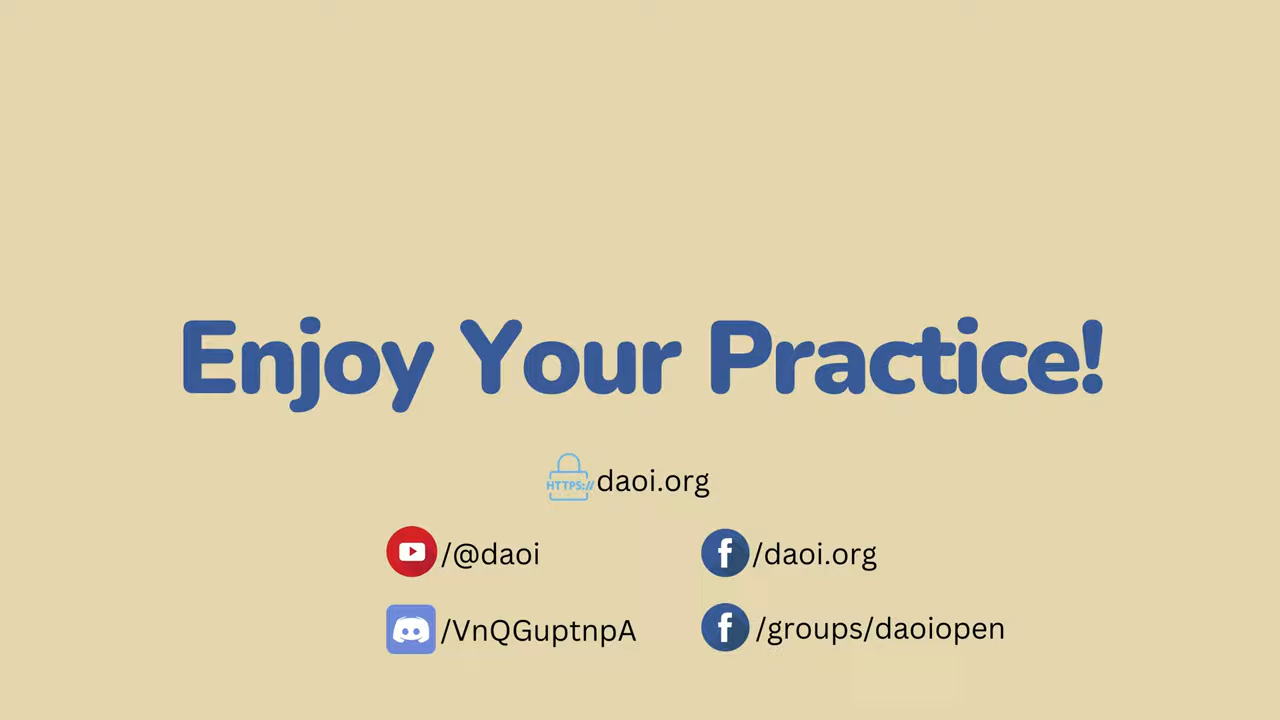 Enjoy Your Practice!
HTTPS:// daoi.org
/@daoi
/daoi.org
/VnQGuptnpA
/groups/daoiopen